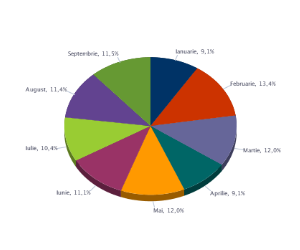 Ianuarie, 9,1%
Februarie, 13,4%
Martie, 12,0%
Aprilie, 9,1%
Mai, 12,0%
Iunie, 11,1%
Iulie, 10,4%
August, 11,4%
Septembrie, 11,5%